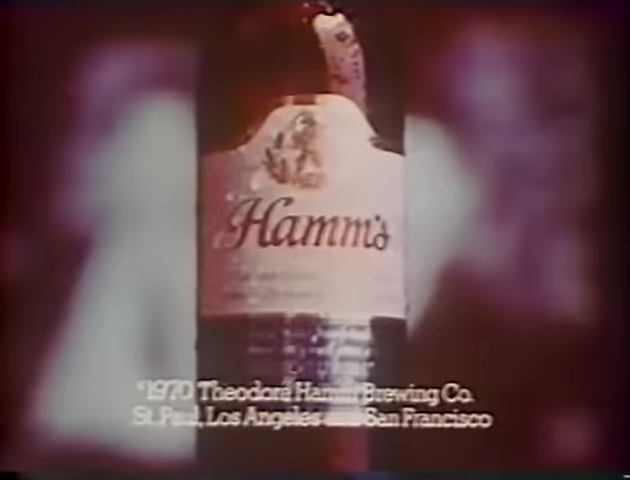 Hamm's
©1970 Theodore Hamm Brewing Co.
St. Paul, Los Angeles and San Francisco